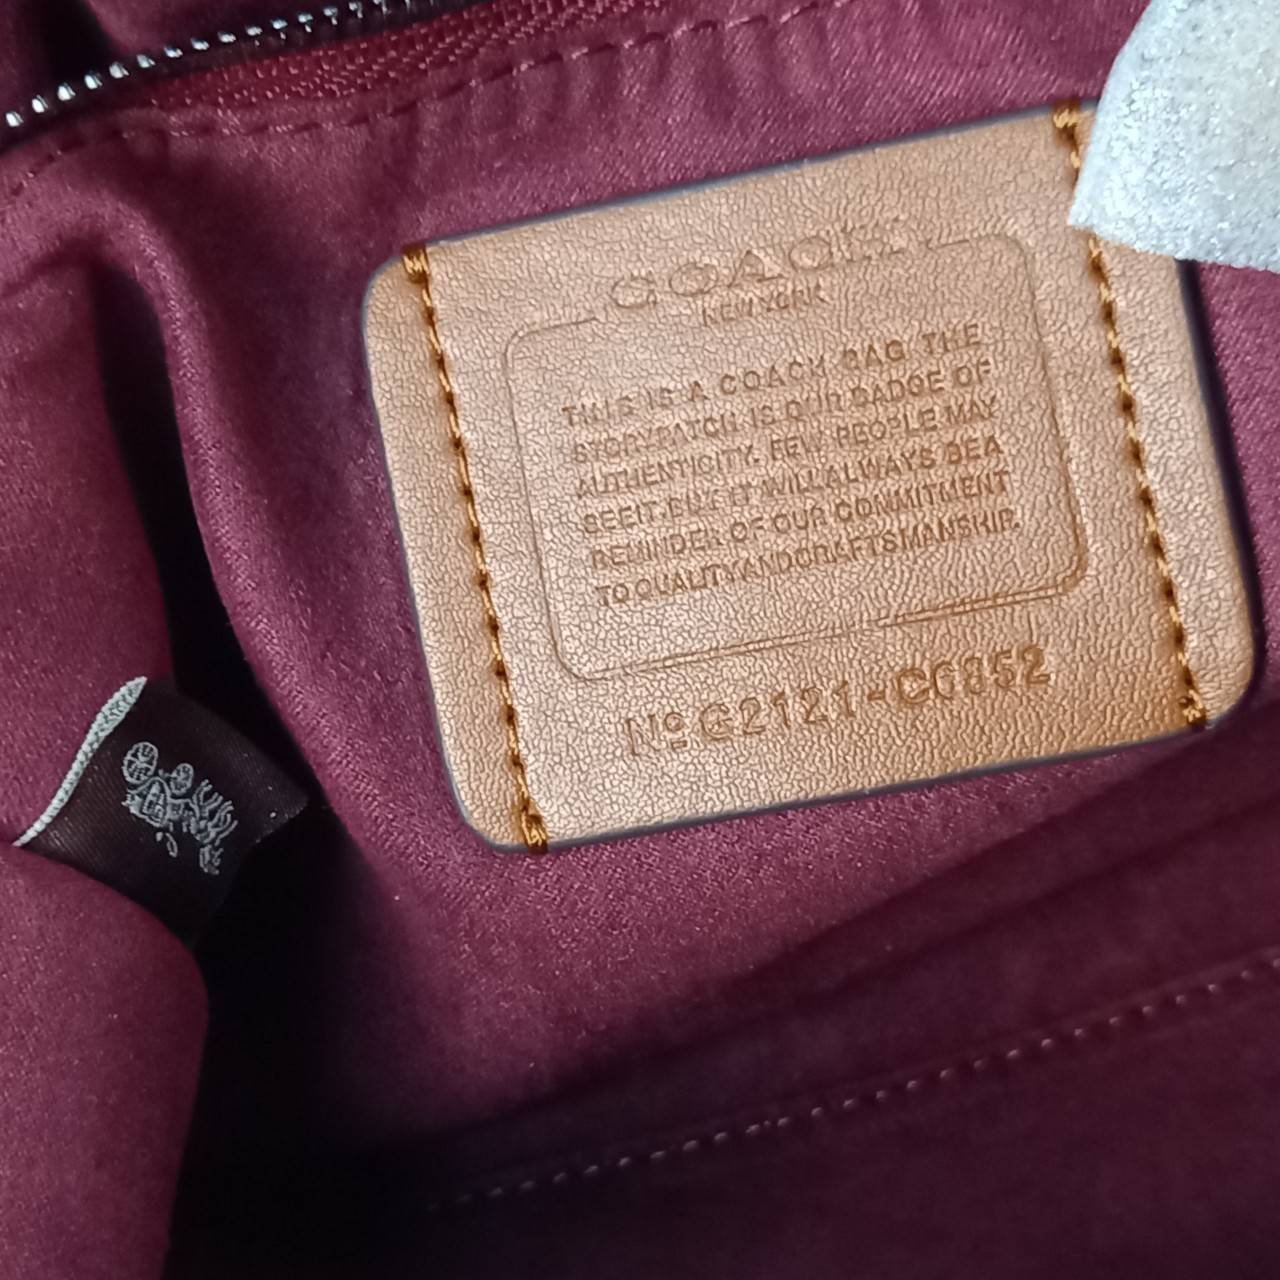 COACH
NEW YORK
THIS IS A COACH BAG THE
STORYPATCH IS OUR BADGE OF
AUTHENTICITY. FEW PEOPLE MAY
SEE IT. BUT IT WILL ALWAYS BE A
REMINDER OF OUR COMMITMENT
TO QUALITY AND CRAFTSMANSHIP.
Nº G2121-C0852